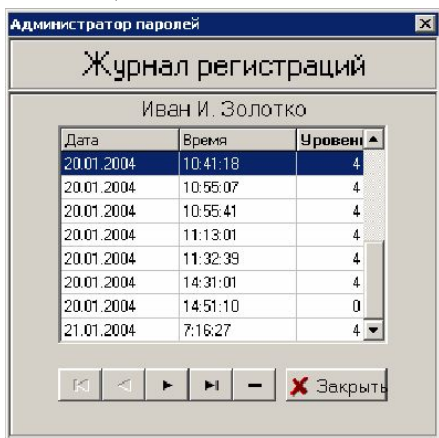 Администратор паролей
Журнал регистраций
Иван И. Золотко
Дата Время Уровень
20.01.2004 10:41:18 4
20.01.2004 10:55:07 4
20.01.2004 10:55:41 4
20.01.2004 11:13:01 4
20.01.2004 11:32:39 4
20.01.2004 14:31:01 4
20.01.2004 14:51:10 0
21.01.2004 7:16:27 4
Закрыть